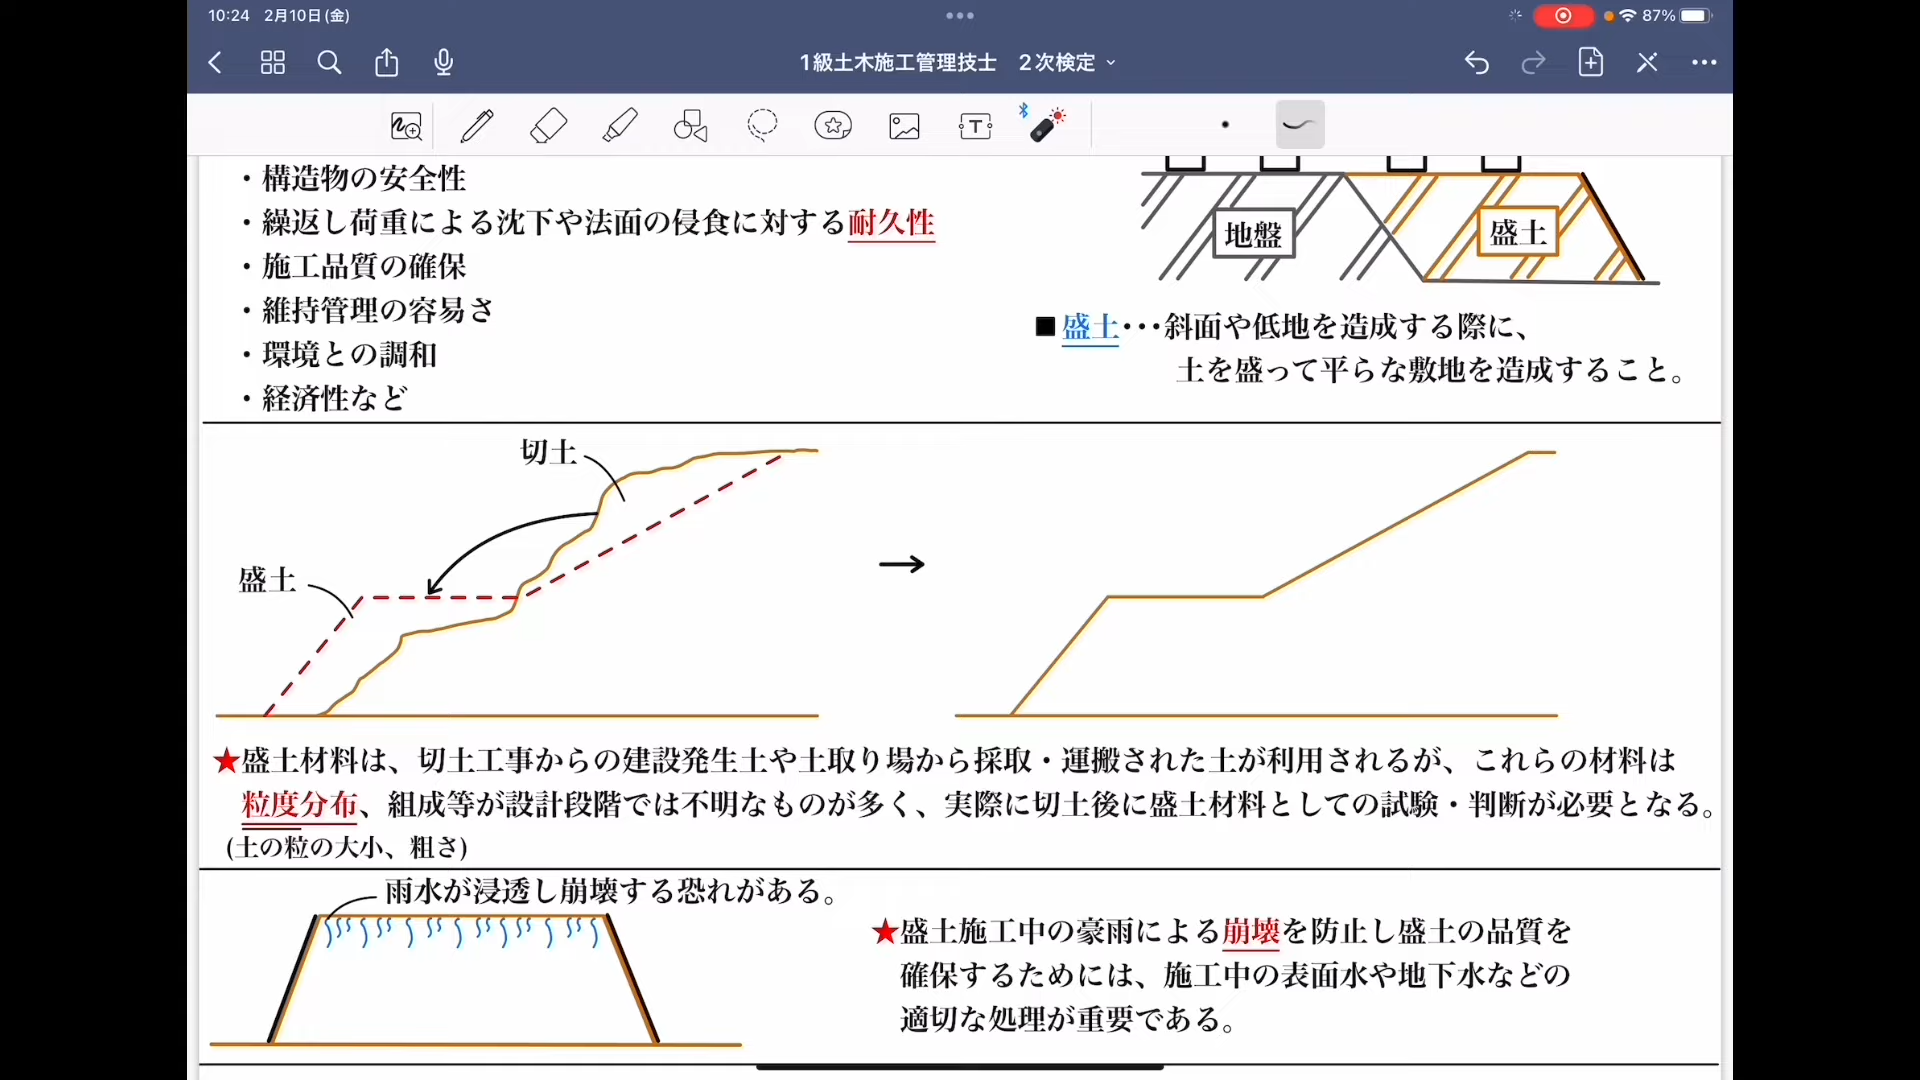 10:24 2月10日(金)
87%
1級土木施工管理技士 2次検定
・構造物の安全性
・繰返し荷重による沈下や法面の侵食に対する耐久性
・施工品質の確保
・維持管理の容易さ
・環境との調和
・経済性など
地盤
盛土
■盛土･･･斜面や低地を造成する際に、
土を盛って平らな敷地を造成すること。
切土
盛土
→
★盛土材料は、切土工事からの建設発生土や土取り場から採取・運搬された土が利用されるが、これらの材料は
粒度分布、組成等が設計段階では不明なものが多く、実際に切土後に盛土材料としての試験・判断が必要となる。
(土の粒の大小、粗さ)
雨水が浸透し崩壊する恐れがある。
★盛土施工中の豪雨による崩壊を防止し盛土の品質を
確保するためには、施工中の表面水や地下水などの
適切な処理が重要である。